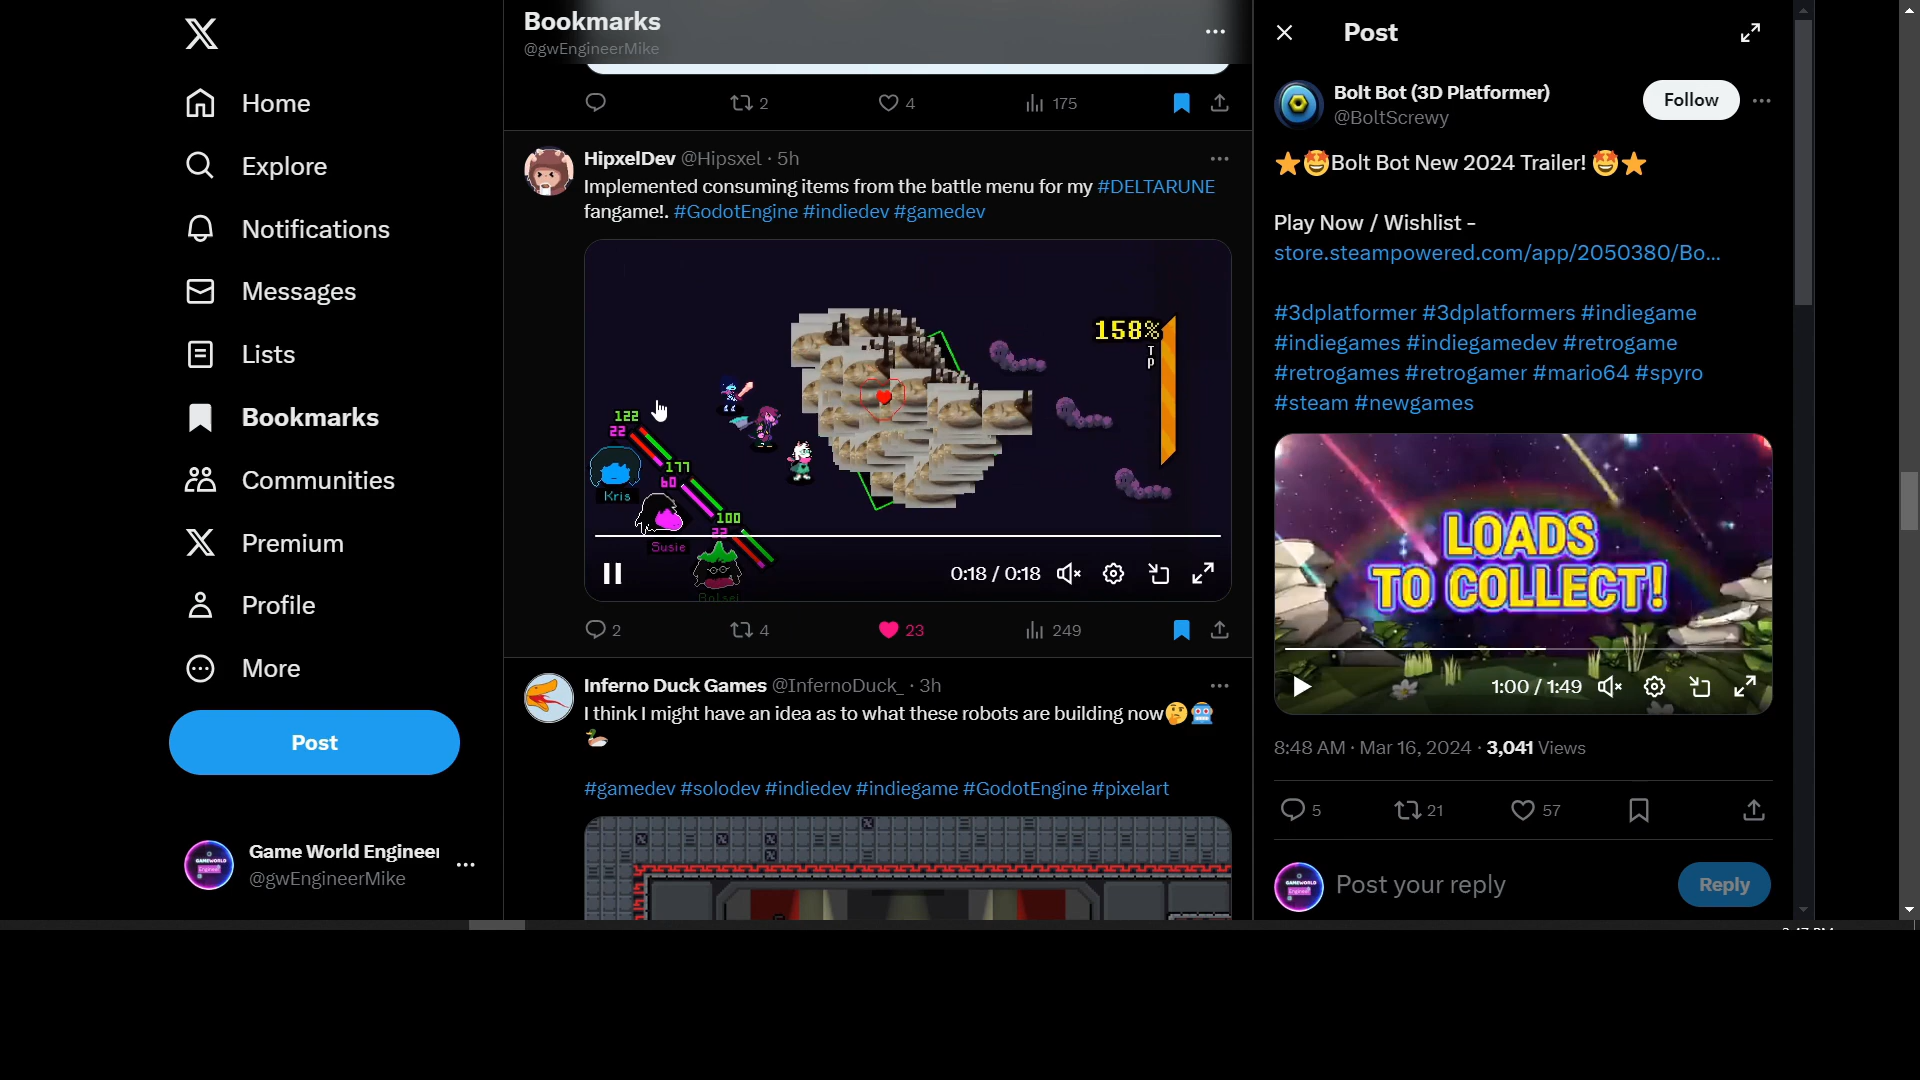 Home
Explore
Notifications
Messages
Lists
Bookmarks
Communities
Premium
Profile
More
Post
Game World Engineer
@gwEngineerMike
Bookmarks
@gwEngineerMike
2
4
175
HipxelDev @Hipsxel · 5h
Implemented consuming items from the battle menu for my #DELTARUNE
fangame!. #GodotEngine #indiedev #gamedev
158%
TP
122
22
Kris
177
60
Susie
100
22
Ralsei
0:18 / 0:18
2
4
23
249
Inferno Duck Games @InfernoDuck_ · 3h
I think I might have an idea as to what these robots are building now🤔🤖
🦆
#gamedev #solodev #indiedev #indiegame #GodotEngine #pixelart
Post
Bolt Bot (3D Platformer)
@BoltScrewy
Follow
⭐🤩Bolt Bot New 2024 Trailer! 🤩⭐
Play Now / Wishlist -
store.steampowered.com/app/2050380/Bo...
#3dplatformer #3dplatformers #indiegame
#indiegames #indiegamedev #retrogame
#retrogames #retrogamer #mario64 #spyro
#steam #newgames
LOADS
TO COLLECT!
1:00 / 1:49
8:48 AM · Mar 16, 2024 · 3,041 Views
5
21
57
Post your reply
Reply